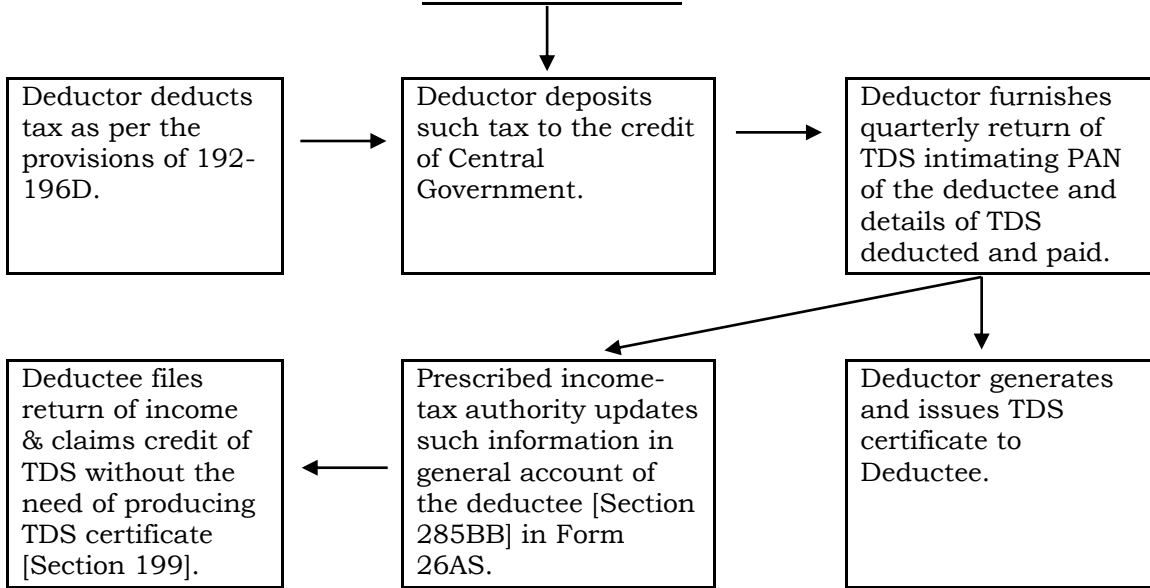 Deductor deducts
tax as per the
provisions of 192-
196D.
Deductor deposits
such tax to the credit
of Central
Government.
Deductor furnishes
quarterly return of
TDS intimating PAN
of the deductee and
details of TDS
deducted and paid.
Deductee files
return of income
& claims credit of
TDS without the
need of producing
TDS certificate
[Section 199].
Prescribed income-
tax authority updates
such information in
general account of
the deductee [Section
285BB] in Form
26AS.
Deductor generates
and issues TDS
certificate to
Deductee.